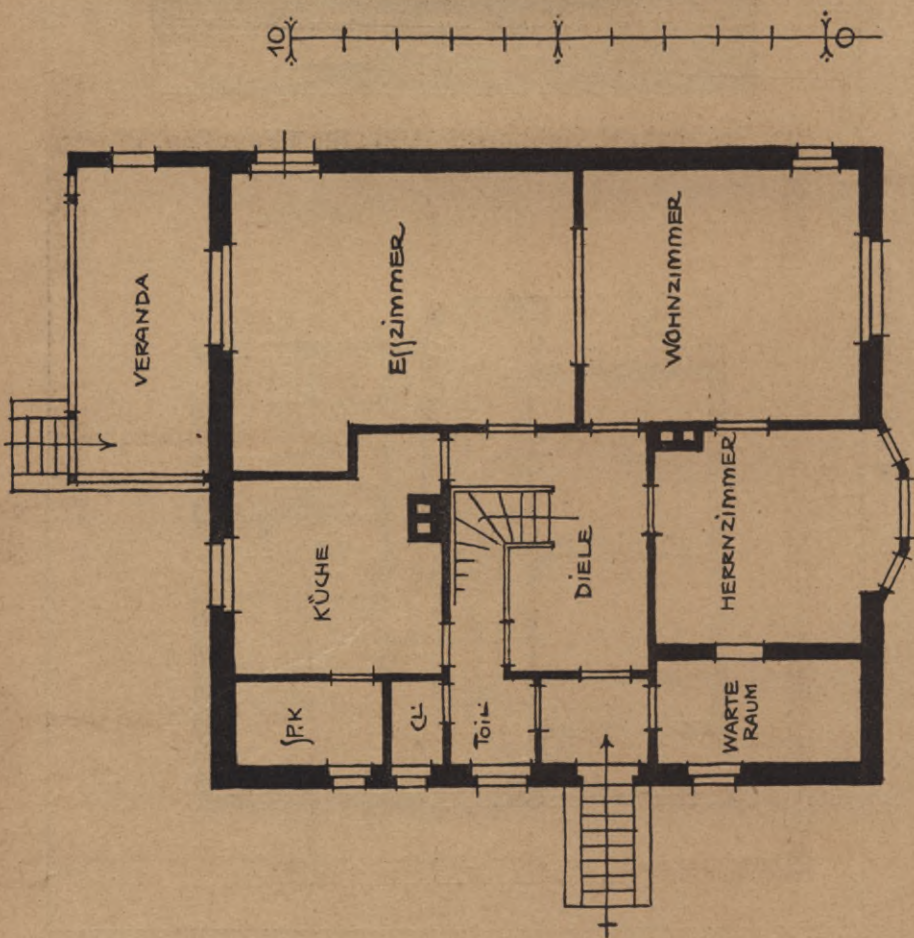 10
0
VERANDA
Eſſzimmer
WOHNZIMMER
KÜCHE
DIELE
HERRNZIMMER
SP.K
CL
TOIL
WARTE
RAUM